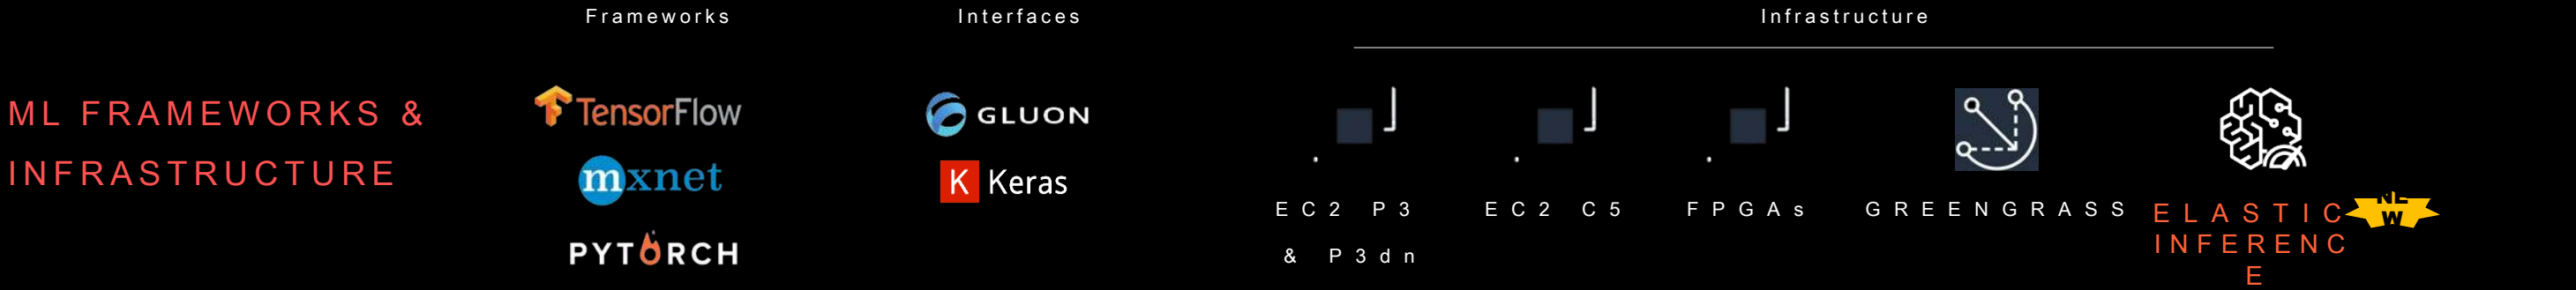 Frameworks
Interfaces
Infrastructure
ML FRAMEWORKS &
INFRASTRUCTURE
TensorFlow
mxnet
PYTORCH
GLUON
K Keras
EC2 P3
& P3dn
EC2 C5
FPGAs
GREENGRASS
ELASTIC
INFERENC
E
NE
W